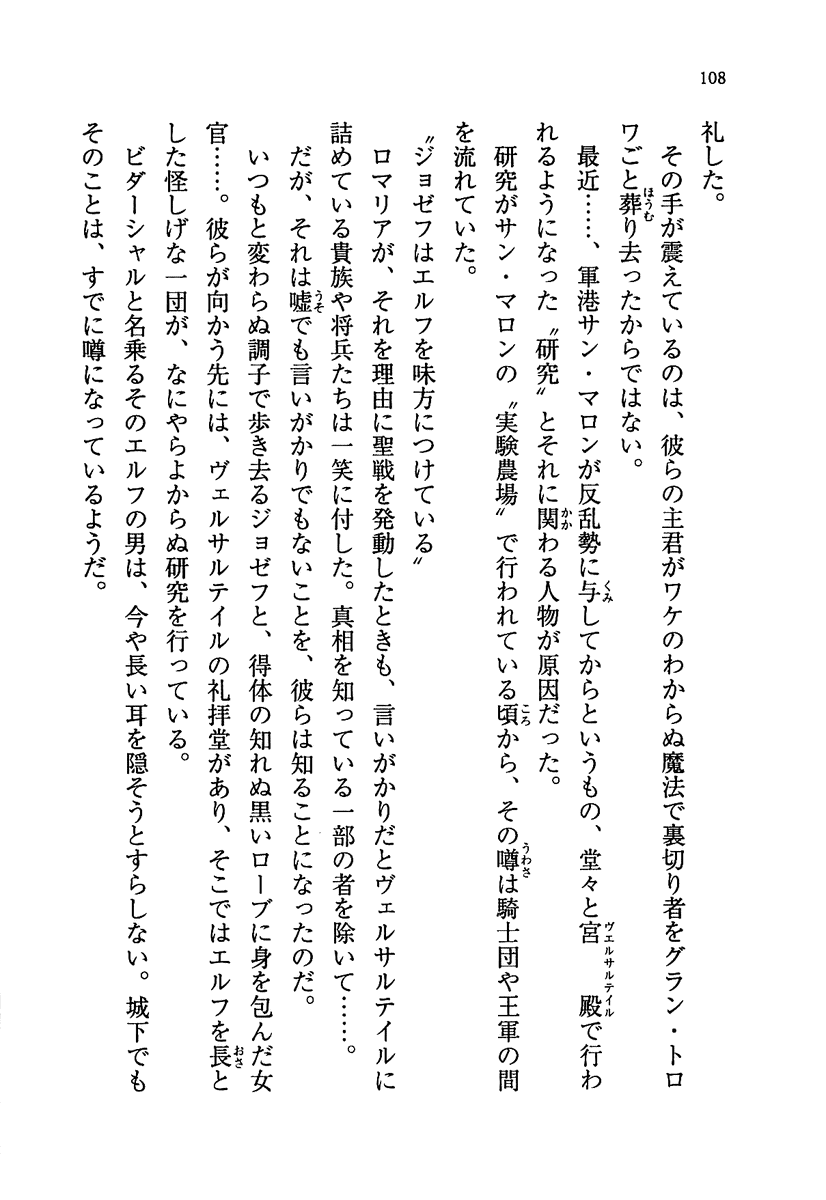 108
礼した。
その手が震えているのは、彼らの主君がワケのわからぬ魔法で裏切り者をグラン・トロ
ワごと葬り去ったからではない。
最近……、軍港サン・マロンが反乱勢に与してからというもの、堂々と宮殿で行わ
れるようになった〝研究〟とそれに関わる人物が原因だった。
研究がサン・マロンの〝実験農場〟で行われている頃から、その噂は騎士団や王軍の間
を流れていた。
〝ジョゼフはエルフを味方につけている〟
ロマリアが、それを理由に聖戦を発動したときも、言いがかりだとヴェルサルテイルに
詰めている貴族や将兵たちは一笑に付した。真相を知っている一部の者を除いて……。
だが、それは嘘でも言いがかりでもないことを、彼らは知ることになったのだ。
いつもと変わらぬ調子で歩き去るジョゼフと、得体の知れぬ黒いローブに身を包んだ女
官……。彼らが向かう先には、ヴェルサルテイルの礼拝堂があり、そこではエルフを長と
した怪しげな一団が、なにやらよからぬ研究を行っている。
ビダーシャルと名乗るそのエルフの男は、今や長い耳を隠そうとすらしない。城下でも
そのことは、すでに噂になっているようだ。